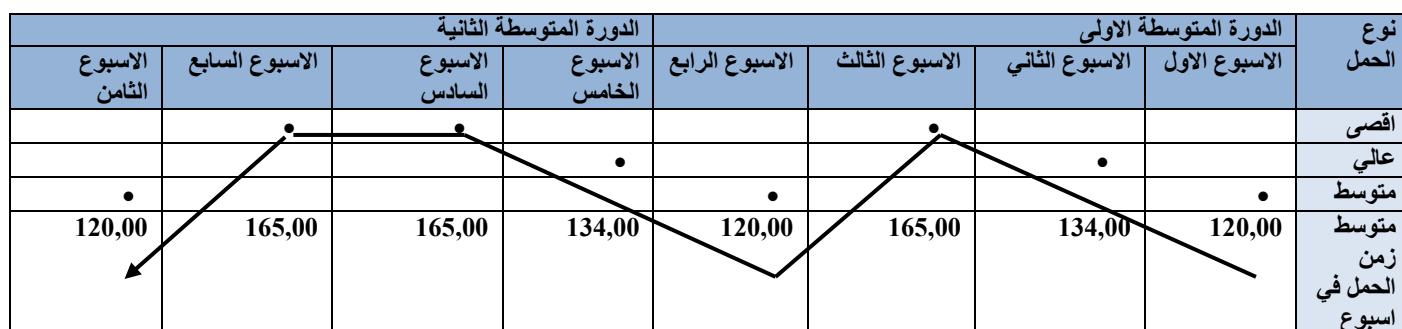 نوع الحمل	الدورة المتوسطة الاولى	الدورة المتوسطة الثانية
الاسبوع الاول	الاسبوع الثاني	الاسبوع الثالث	الاسبوع الرابع	الاسبوع الخامس	الاسبوع السادس	الاسبوع السابع	الاسبوع الثامن
اقصى	•	•	•
عالي	•	•
متوسط	•	•	•
متوسط زمن الحمل في اسبوع	120,00	134,00	165,00	120,00	134,00	165,00	165,00	120,00